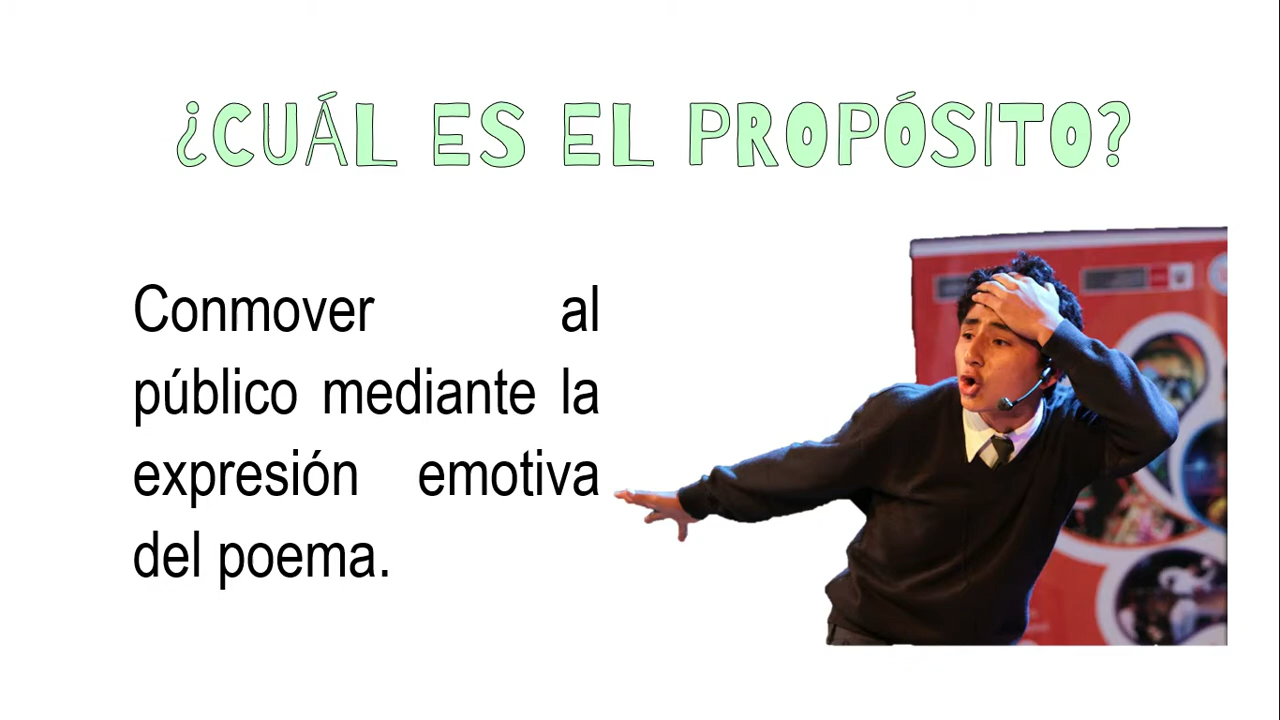 ¿CUÁL ES EL PROPÓSITO?
Conmover al
público mediante la
expresión emotiva
del poema.